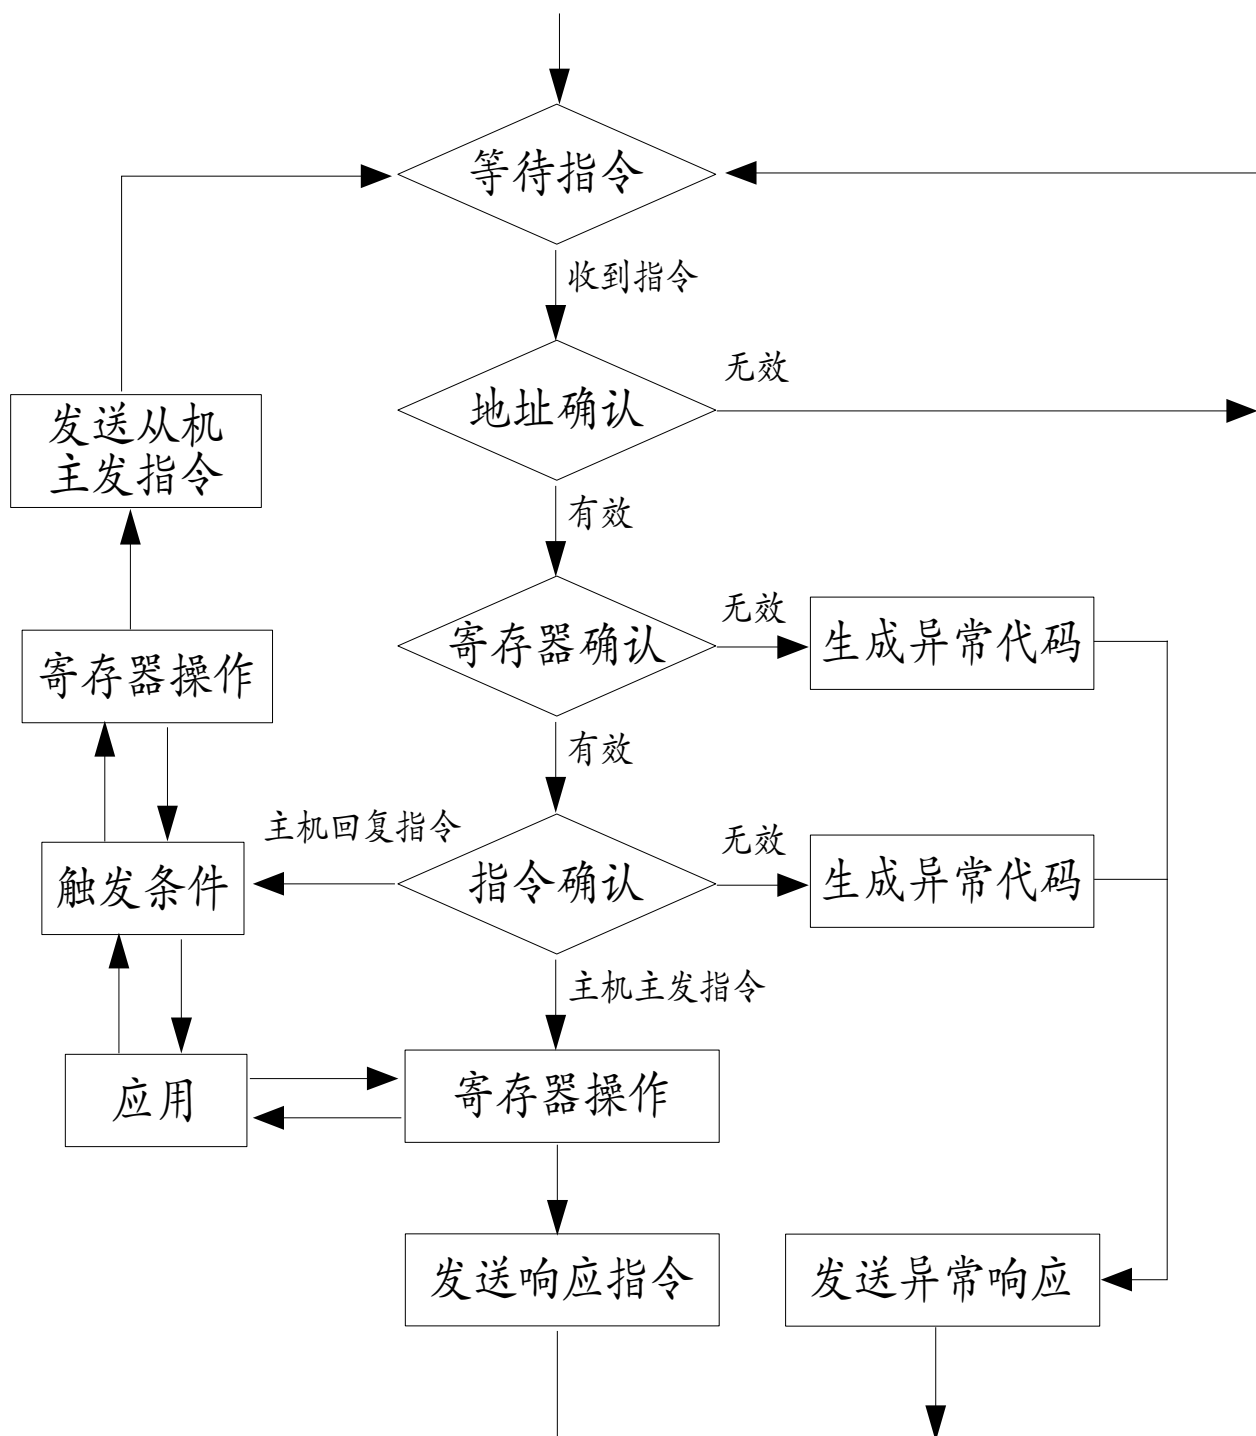 等待指令
收到指令
无效
地址确认
发送从机
主发指令
有效
无效
寄存器确认
生成异常代码
寄存器操作
有效
主机回复指令
无效
触发条件
指令确认
生成异常代码
主机主发指令
应用
寄存器操作
发送响应指令
发送异常响应